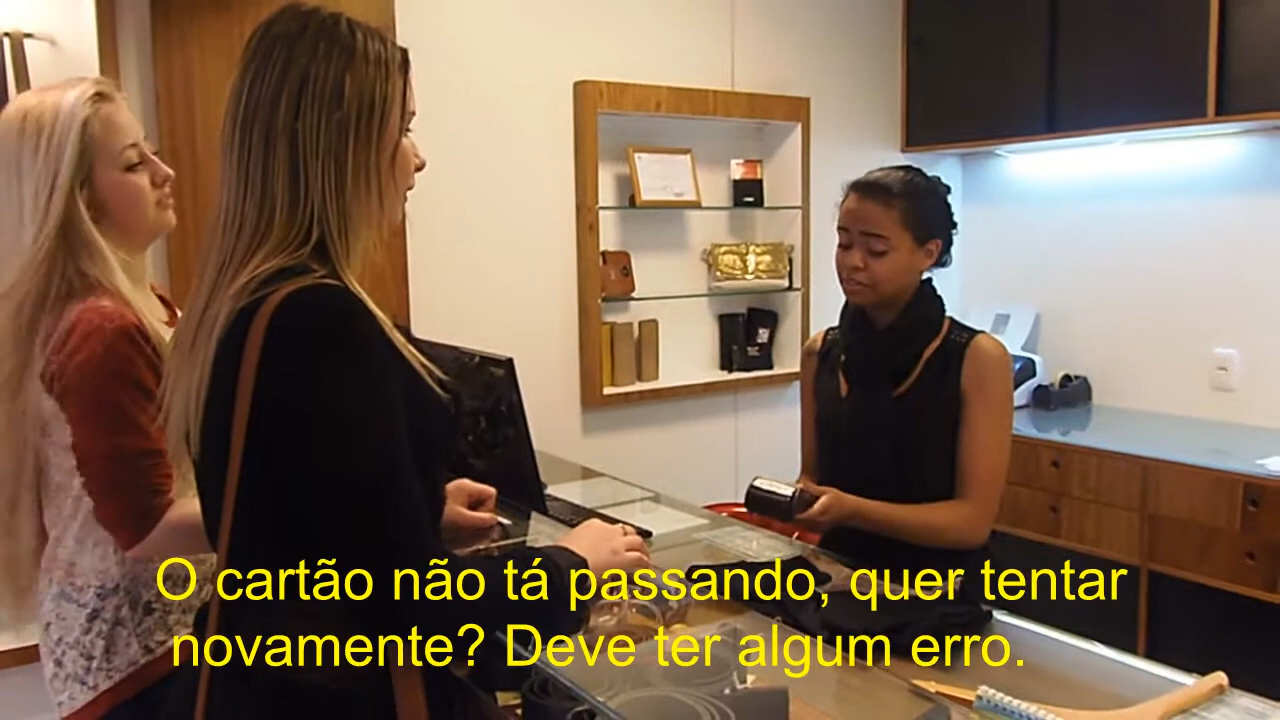 O cartão não tá passando, quer tentar
novamente? Deve ter algum erro.